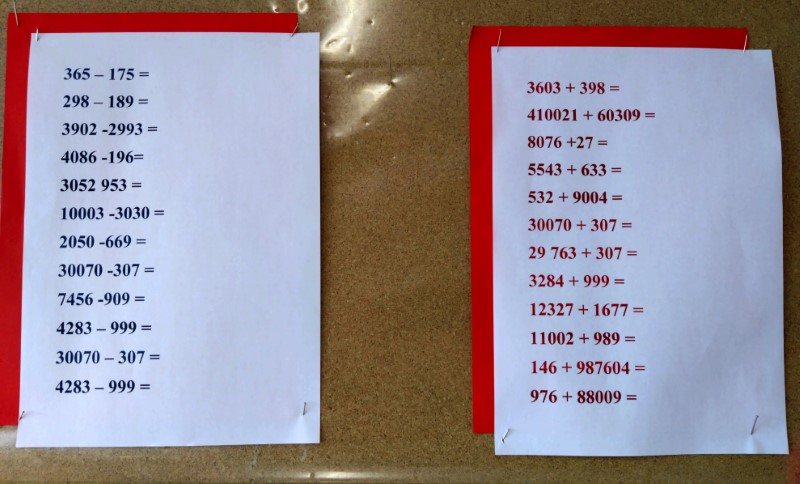 365 – 175 =
298 – 189 =
3902 -2993 =
4086 -196=
3052 953 =
10003 -3030 =
2050 -669 =
30070 -307 =
7456 -909 =
4283 – 999 =
30070 – 307 =
4283 – 999 =
3603 + 398 =
410021 + 60309 =
8076 +27 =
5543 + 633 =
532 + 9004 =
30070 + 307 =
29 763 + 307 =
3284 + 999 =
12327 + 1677 =
11002 + 989 =
146 + 987604 =
976 + 88009 =